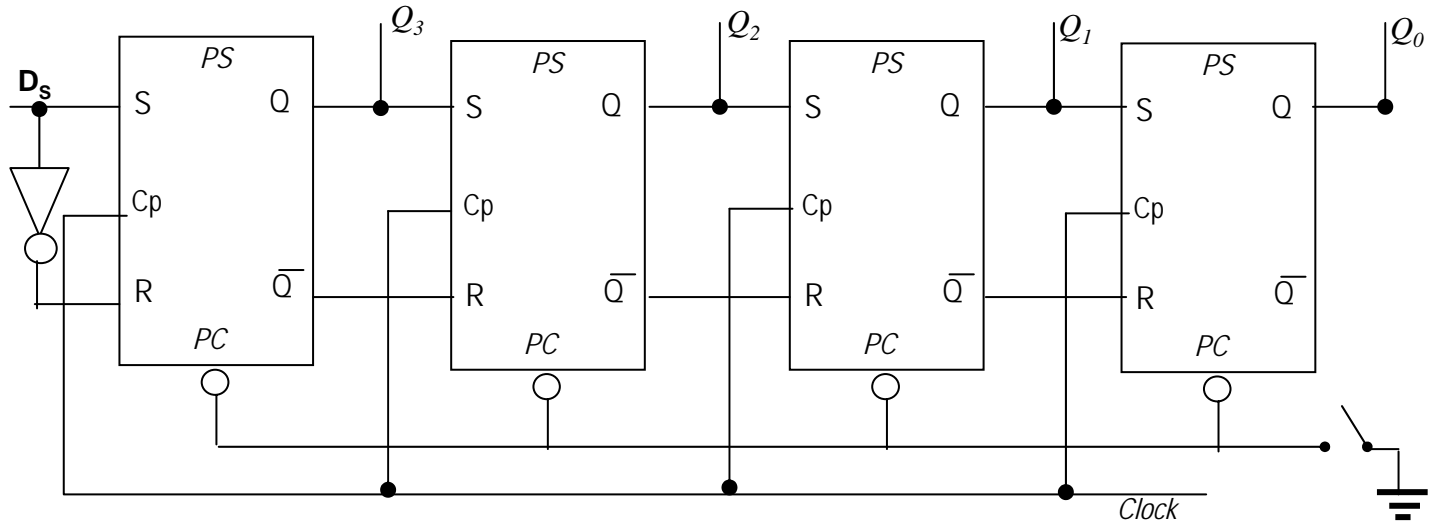 Q3 Q2 Q1 Q0
PS PS PS PS
Ds S Q S Q S Q S Q
Cp Cp Cp Cp
R Q̅ R Q̅ R Q̅ R Q̅
PC PC PC PC
Clock